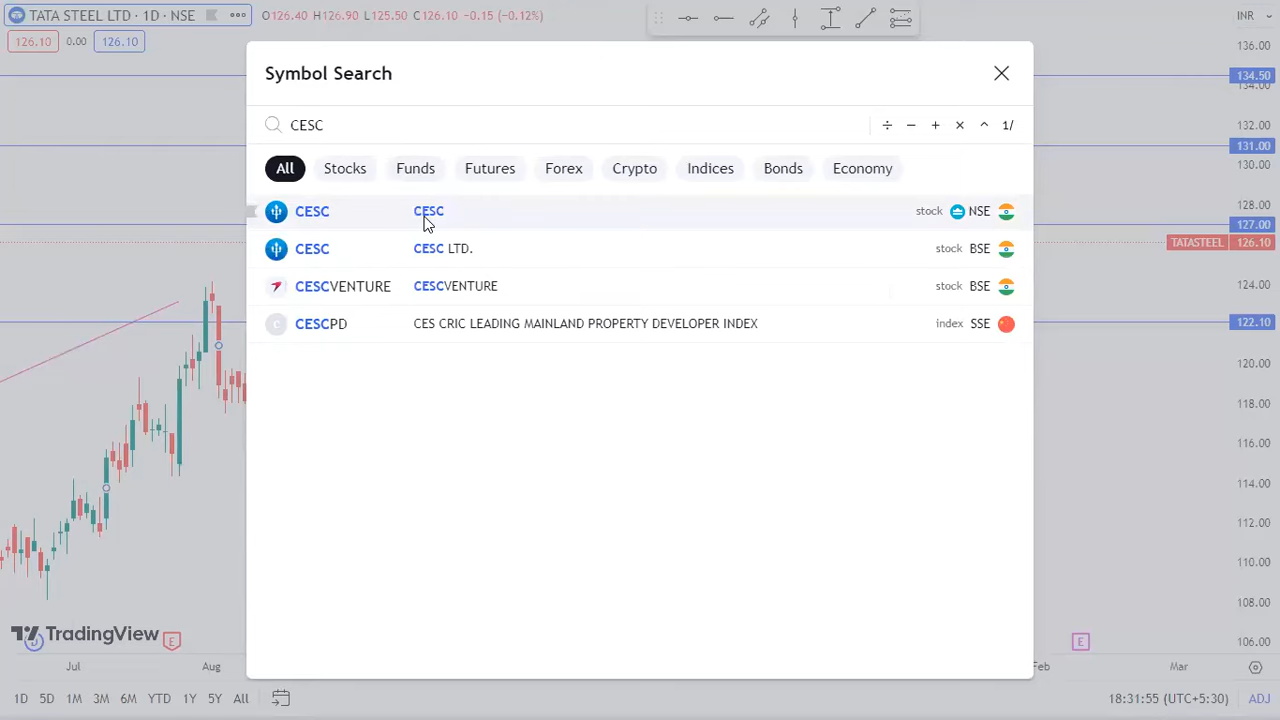 TATA STEEL LTD · 1D · NSE
O126.40 H126.90 L125.50 C126.10 −0.15 (−0.12%)
INR
126.10 0.00 126.10
136.00
Symbol Search
134.50
134.00
CESC
÷ − + × ^ 1/
132.00
131.00
All Stocks Funds Futures Forex Crypto Indices Bonds Economy
130.00
CESC CESC stock NSE
128.00
127.00
TATASTEEL 126.10
CESC CESC LTD. stock BSE
CESCVENTURE CESCVENTURE stock BSE
124.00
CESCPD CES CRIC LEADING MAINLAND PROPERTY DEVELOPER INDEX index SSE
122.10
120.00
118.00
116.00
114.00
112.00
110.00
108.00
TradingView
E
E
106.00
Jul Aug Feb Mar
1D 5D 1M 3M 6M YTD 1Y 5Y All
18:31:55 (UTC+5:30) ADJ